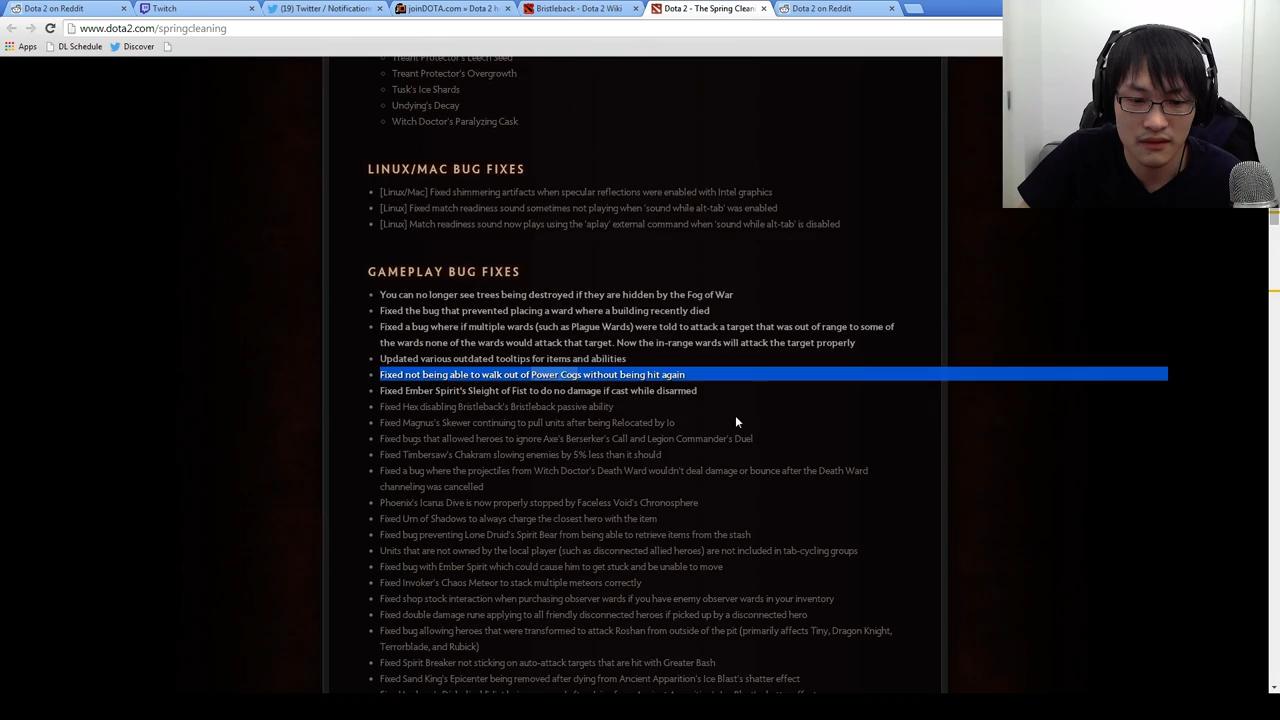 Dota 2 on Reddit
Twitch
(19) Twitter / Notification
joinDOTA.com » Dota 2 h
Bristleback - Dota 2 Wiki
Dota 2 - The Spring Clean
Dota 2 on Reddit
www.dota2.com/springcleaning
Apps
DL Schedule
Discover
Treant Protector's Leech Seed
Treant Protector's Overgrowth
Tusk's Ice Shards
Undying's Decay
Witch Doctor's Paralyzing Cask
LINUX/MAC BUG FIXES
[Linux/Mac] Fixed shimmering artifacts when specular reflections were enabled with Intel graphics
[Linux] Fixed match readiness sound sometimes not playing when 'sound while alt-tab' was enabled
[Linux] Match readiness sound now plays using the 'aplay' external command when 'sound while alt-tab' is disabled
GAMEPLAY BUG FIXES
You can no longer see trees being destroyed if they are hidden by the Fog of War
Fixed the bug that prevented placing a ward where a building recently died
Fixed a bug where if multiple wards (such as Plague Wards) were told to attack a target that was out of range to some of
the wards none of the wards would attack that target. Now the in-range wards will attack the target properly
Updated various outdated tooltips for items and abilities
Fixed not being able to walk out of Power Cogs without being hit again
Fixed Ember Spirit's Sleight of Fist to do no damage if cast while disarmed
Fixed Hex disabling Bristleback's Bristleback passive ability
Fixed Magnus's Skewer continuing to pull units after being Relocated by Io
Fixed bugs that allowed heroes to ignore Axe's Berserker's Call and Legion Commander's Duel
Fixed Timbersaw's Chakram slowing enemies by 5% less than it should
Fixed a bug where the projectiles from Witch Doctor's Death Ward wouldn't deal damage or bounce after the Death Ward
channeling was cancelled
Phoenix's Icarus Dive is now properly stopped by Faceless Void's Chronosphere
Fixed Urn of Shadows to always charge the closest hero with the item
Fixed bug preventing Lone Druid's Spirit Bear from being able to retrieve items from the stash
Units that are not owned by the local player (such as disconnected allied heroes) are not included in tab-cycling groups
Fixed bug with Ember Spirit which could cause him to get stuck and be unable to move
Fixed Invoker's Chaos Meteor to stack multiple meteors correctly
Fixed shop stock interaction when purchasing observer wards if you have enemy observer wards in your inventory
Fixed double damage rune applying to all friendly disconnected heroes if picked up by a disconnected hero
Fixed bug allowing heroes that were transformed to attack Roshan from outside of the pit (primarily affects Tiny, Dragon Knight,
Terrorblade, and Rubick)
Fixed Spirit Breaker not sticking on auto-attack targets that are hit with Greater Bash
Fixed Sand King's Epicenter being removed after dying from Ancient Apparition's Ice Blast's shatter effect